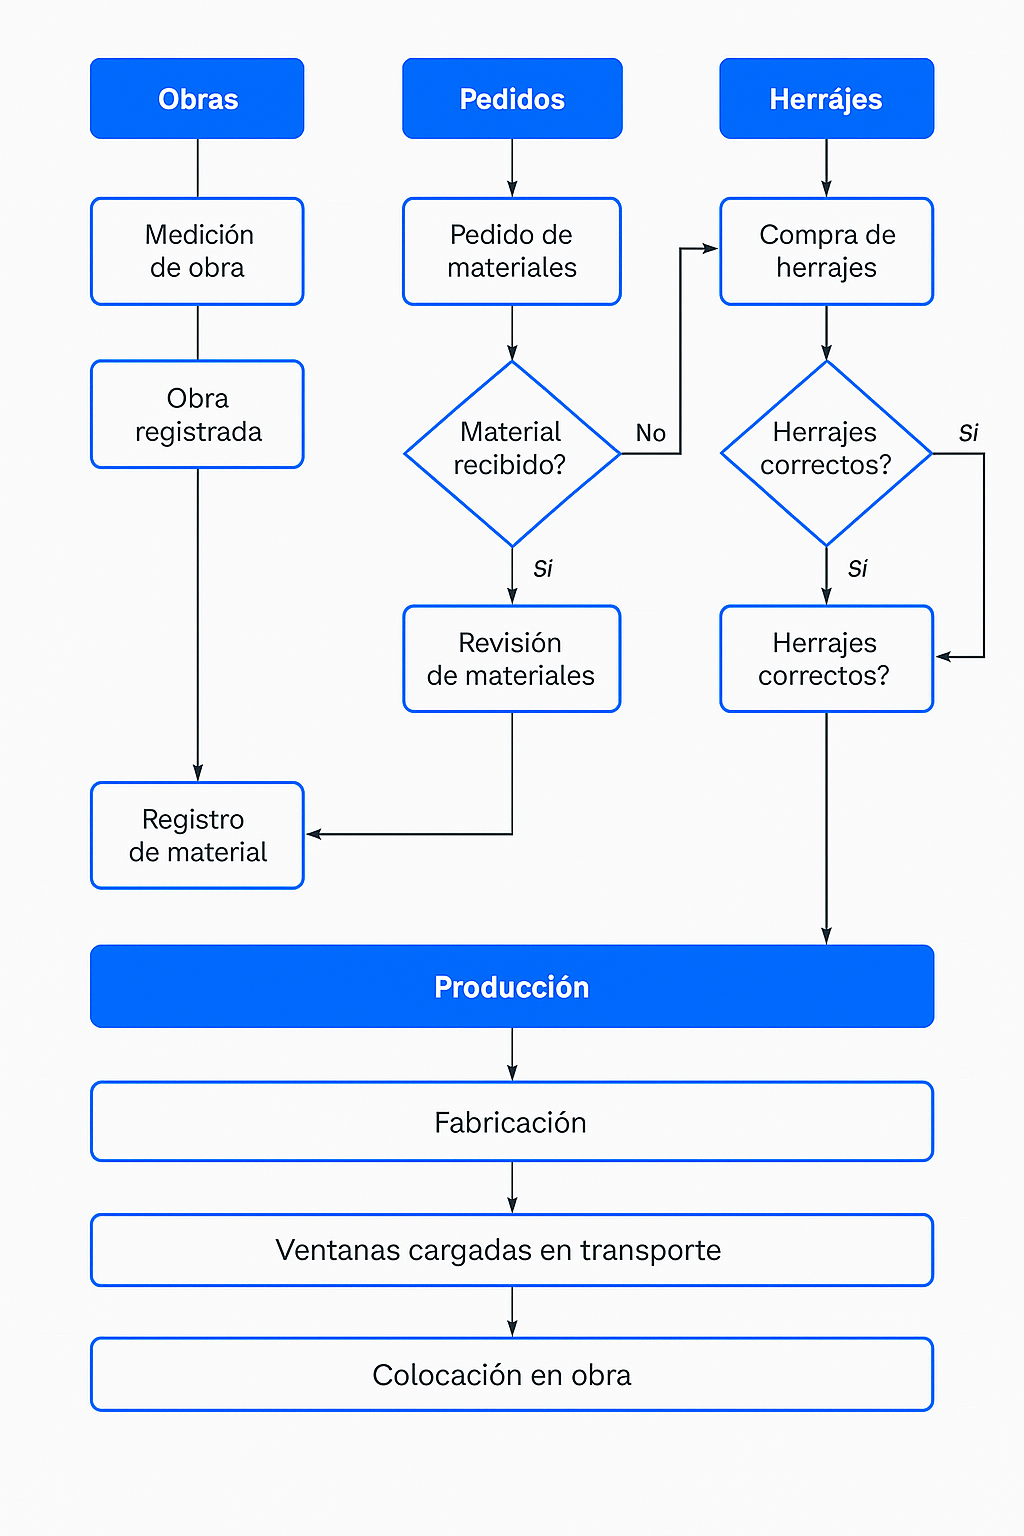 Obras
Pedidos
Herrájes
Medición
de obra
Pedido de
materiales
Compra de
herrajes
Obra
registrada
Material
recibido?
No
Herrajes
correctos?
Si
Si
Si
Revisión
de materiales
Herrajes
correctos?
Registro
de material
Producción
Fabricación
Ventanas cargadas en transporte
Colocación en obra